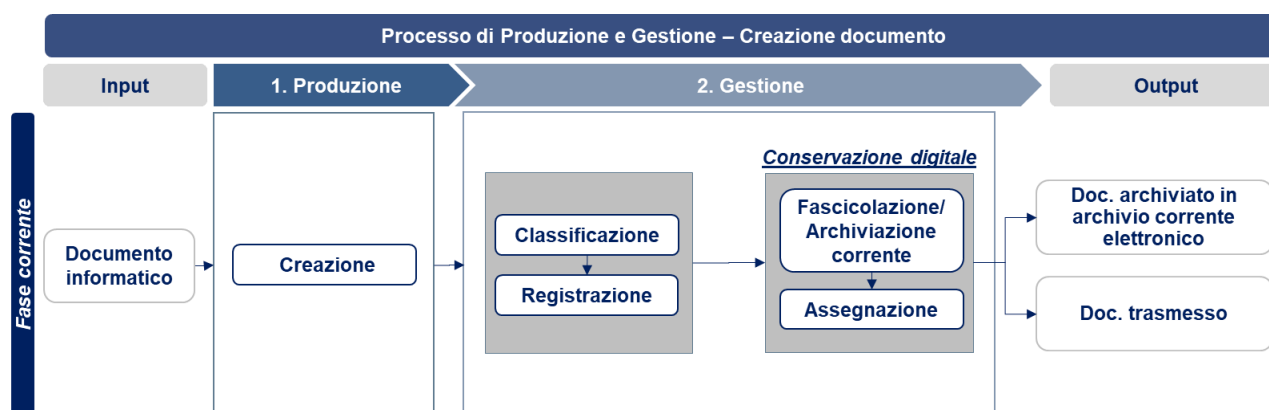 Processo di Produzione e Gestione – Creazione documento
Input
1. Produzione
2. Gestione
Output
Fase corrente
Documento
informatico
Creazione
Classificazione
Registrazione
Conservazione digitale
Fascicolazione/
Archiviazione
corrente
Assegnazione
Doc. archiviato in
archivio corrente
elettronico
Doc. trasmesso